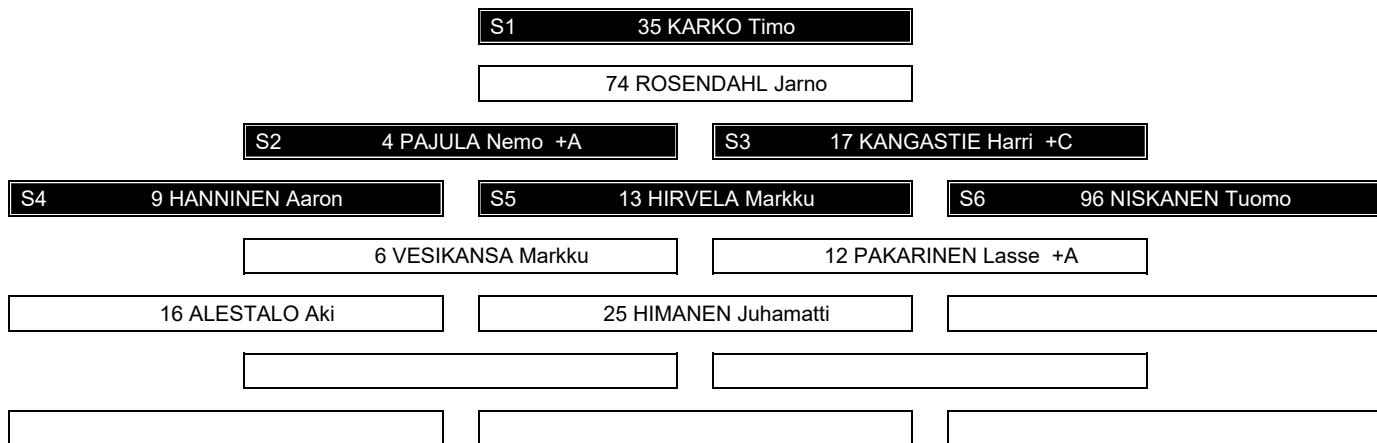 S1 35 KARKO Timo
74 ROSENDAHL Jarno
S2 4 PAJULA Nemo +A S3 17 KANGASTIE Harri +C
S4 9 HANNINEN Aaron S5 13 HIRVELA Markku S6 96 NISKANEN Tuomo
6 VESIKANSA Markku 12 PAKARINEN Lasse +A
16 ALESTALO Aki 25 HIMANEN Juhamatti